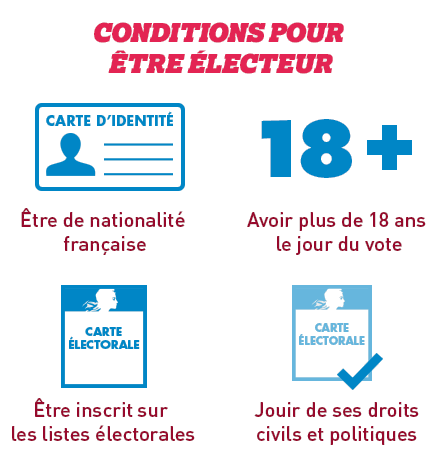 CONDITIONS POUR
ÊTRE ÉLECTEUR
CARTE D'IDENTITÉ
18+
Être de nationalité
française
Avoir plus de 18 ans
le jour du vote
CARTE
ÉLECTORALE
Être inscrit sur
les listes électorales
CARTE
ÉLECTORALE
Jouir de ses droits
civils et politiques